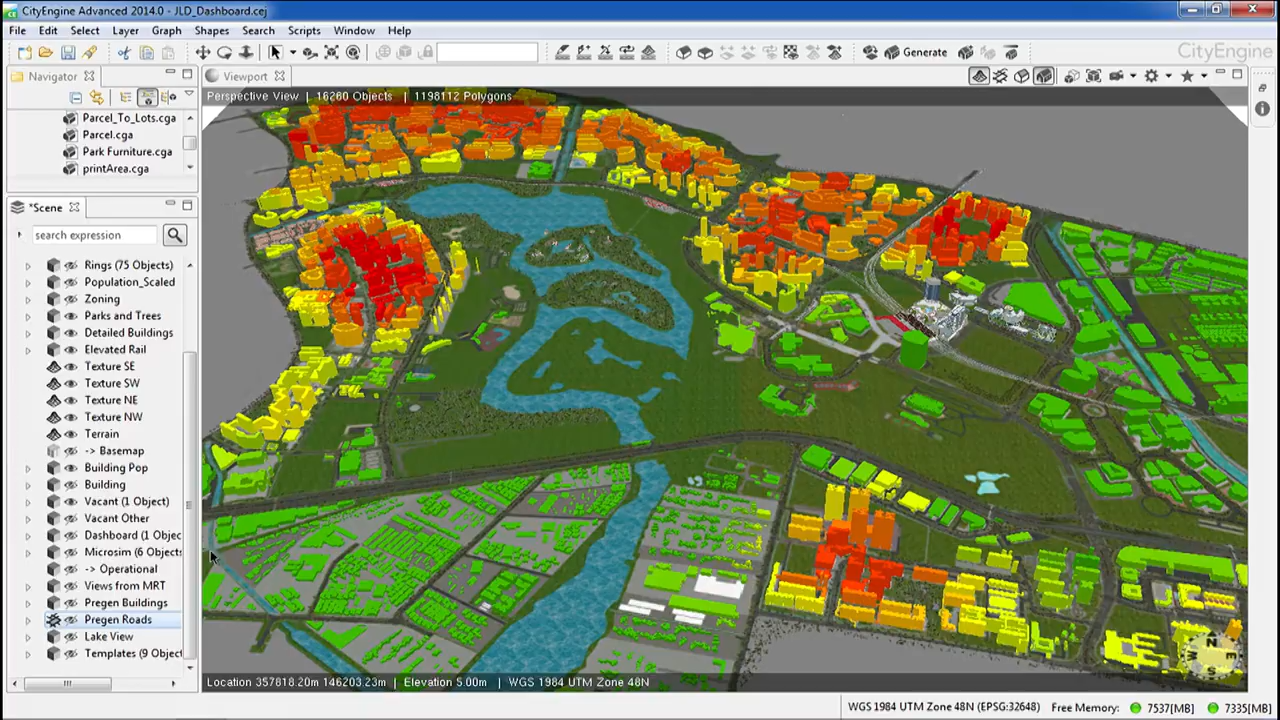 CityEngine Advanced 2014.0 - JLD_Dashboard.cej
File Edit Select Layer Graph Shapes Search Scripts Window Help
Generate
CityEngine
Navigator
Viewport
Perspective View | 16260 Objects | 1198112 Polygons
Parcel_To_Lots.cga
Parcel.cga
Park Furniture.cga
printArea.cga
*Scene
search expression
Rings (75 Objects)
Population_Scaled
Zoning
Parks and Trees
Detailed Buildings
Elevated Rail
Texture SE
Texture SW
Texture NE
Texture NW
Terrain
-> Basemap
Building Pop
Building
Vacant (1 Object)
Vacant Other
Dashboard (1 Objec
Microsim (6 Objects
-> Operational
Views from MRT
Pregen Buildings
Pregen Roads
Lake View
Templates (9 Object
N
E
S
Location 357818.20m 146203.23m | Elevation 5.00m | WGS 1984 UTM Zone 48N
WGS 1984 UTM Zone 48N (EPSG:32648) Free Memory: 7537[MB] 7335[MB]